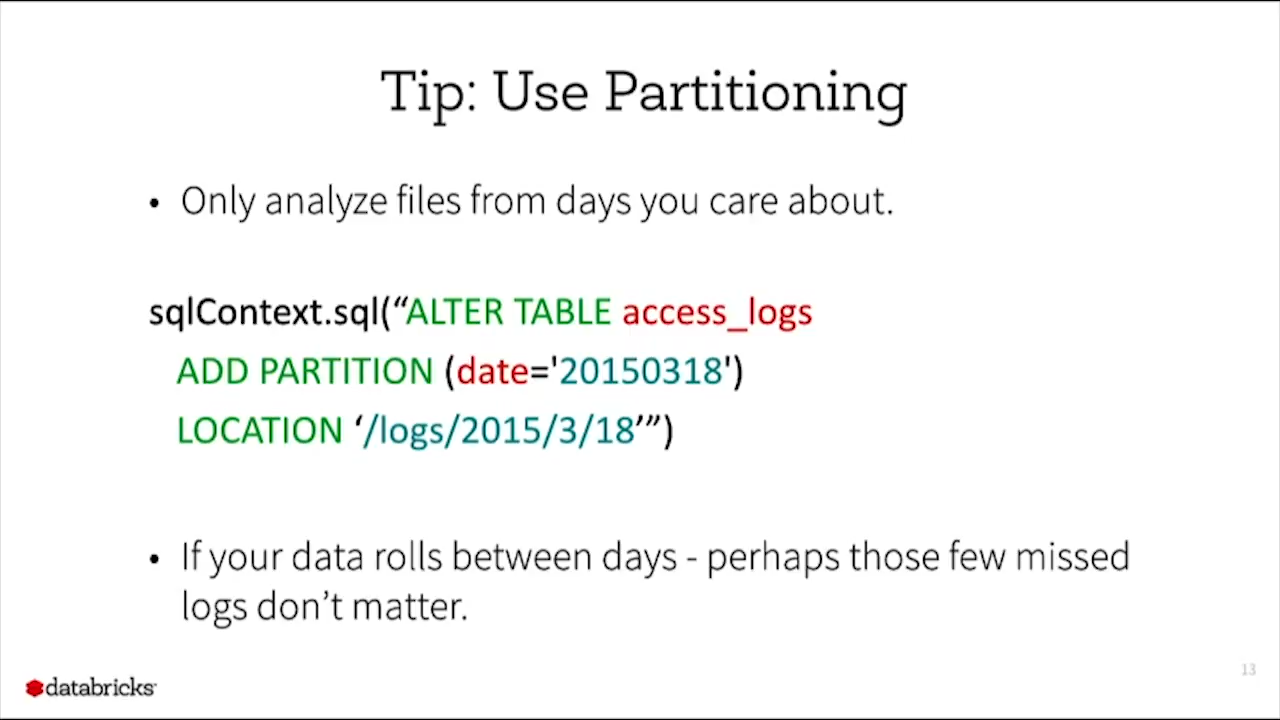 Tip: Use Partitioning
• Only analyze files from days you care about.
sqlContext.sql(“ALTER TABLE access_logs
ADD PARTITION (date='20150318')
LOCATION ‘/logs/2015/3/18’”)
• If your data rolls between days - perhaps those few missed
logs don’t matter.
13
databricks